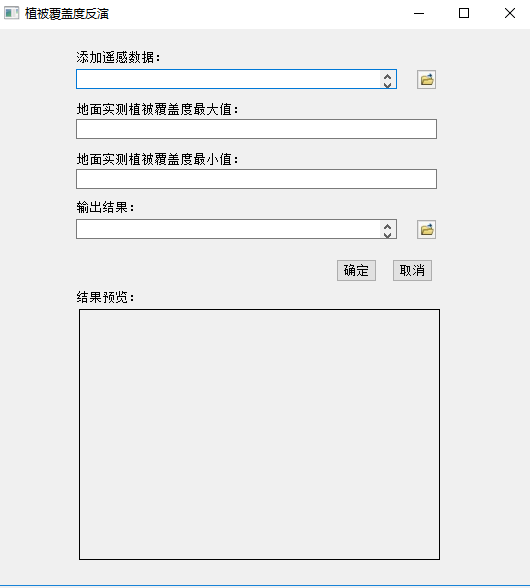 植被覆盖度反演
添加遥感数据：
地面实测植被覆盖度最大值：
地面实测植被覆盖度最小值：
输出结果：
确定 取消
结果预览：